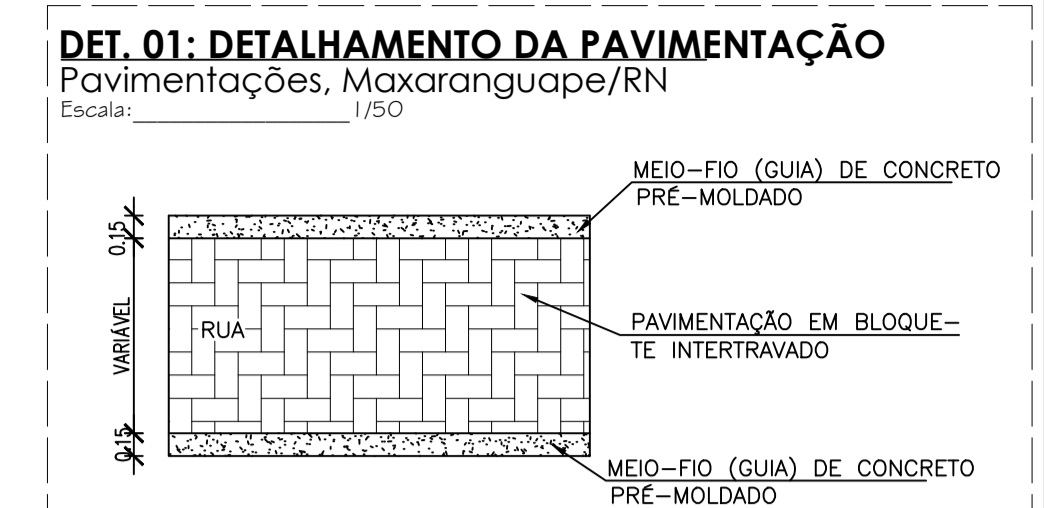 DET. 01: DETALHAMENTO DA PAVIMENTAÇÃO
Pavimentações, Maxaranguape/RN
Escala:__________________1/50
MEIO-FIO (GUIA) DE CONCRETO
PRÉ-MOLDADO
0.15
VARIÁVEL
RUA
PAVIMENTAÇÃO EM BLOQUE-
TE INTERTRAVADO
0.15
MEIO-FIO (GUIA) DE CONCRETO
PRÉ-MOLDADO